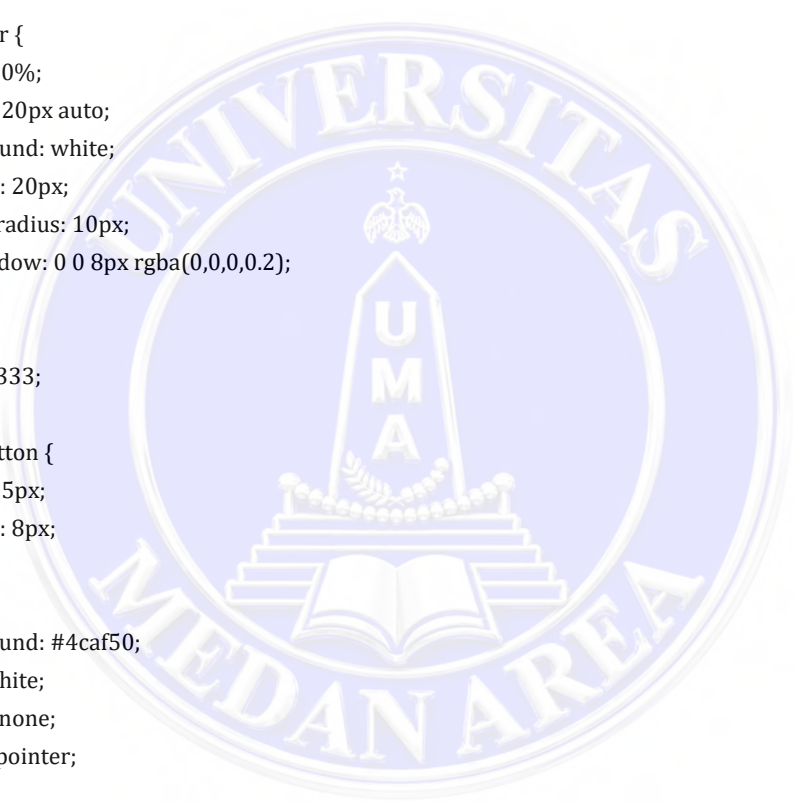 r {
0%;
20px auto;
und: white;
: 20px;
radius: 10px;
dow: 0 0 8px rgba(0,0,0,0.2);
333;
tton {
5px;
: 8px;
und: #4caf50;
hite;
none;
pointer;
UNIVERSITAS
UMA
MEDAN AREA